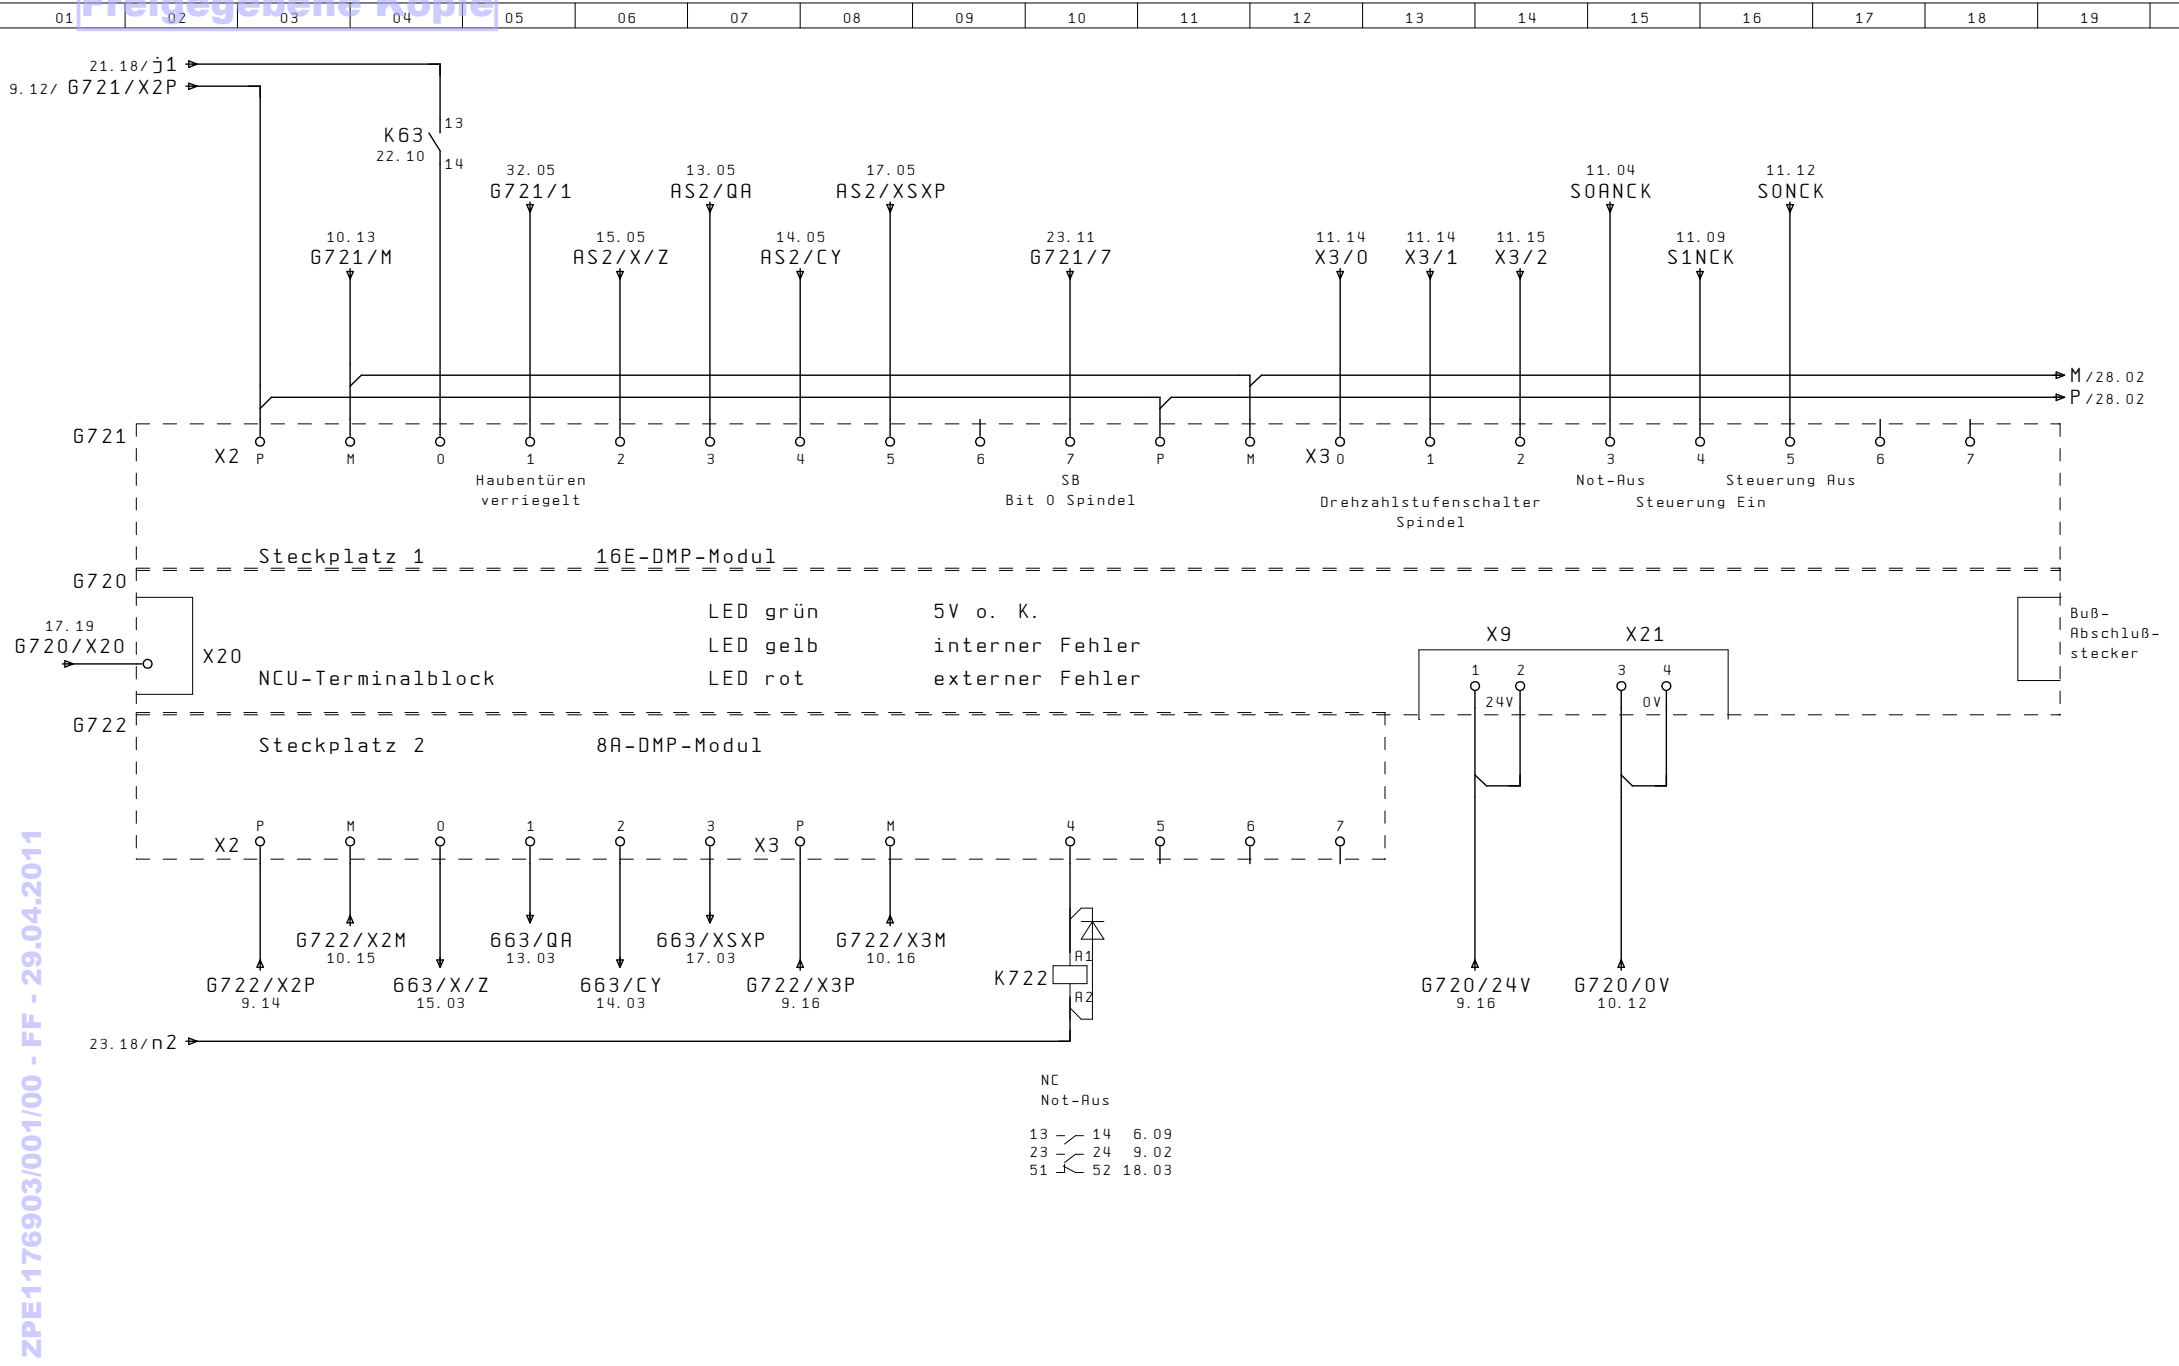 Freigegebene Kopie
01 02 03 04 05 06 07 08 09 10 11 12 13 14 15 16 17 18 19
21.18/j1
9.12/ G721/X2P
13
K63
22.10
14
32.05 13.05 17.05 11.04 11.12
G721/1 AS2/QA AS2/XSXP S0ANCK S0NCK
10.13 15.05 14.05 23.11 11.14 11.14 11.15 11.09
G721/M AS2/X/Z AS2/CY G721/7 X3/0 X3/1 X3/2 S1NCK
M/28.02
P/28.02
G721
X2 P M 0 1 2 3 4 5 6 7 P M X3 0 1 2 3 4 5 6 7
Haubentüren SB Not-Aus Steuerung Aus
verriegelt Bit 0 Spindel Drehzahlstufenschalter Steuerung Ein
Spindel
Steckplatz 1 16E-DMP-Modul
G720
LED grün 5V o. K.
Buß-
17.19
Abschluß-
G720/X20 LED gelb interner Fehler X9 X21
stecker
X20
NCU-Terminalblock LED rot externer Fehler
1 2 3 4
24V 0V
G722
Steckplatz 2 8A-DMP-Modul
P M 0 1 2 3 P M 4 5 6 7
X2 X3
G722/X2M 663/QA 663/XSXP G722/X3M
10.15 13.03 17.03 10.16
A1
K722
G722/X2P 663/X/Z 663/CY G722/X3P G720/24V G720/0V
9.14 15.03 14.03 9.16 9.16 10.12
A2
23.18/n2
NC
Not-Aus
13 14 6.09
23 24 9.02
51 52 18.03
ZPE1176903/001/00 - FF - 29.04.2011